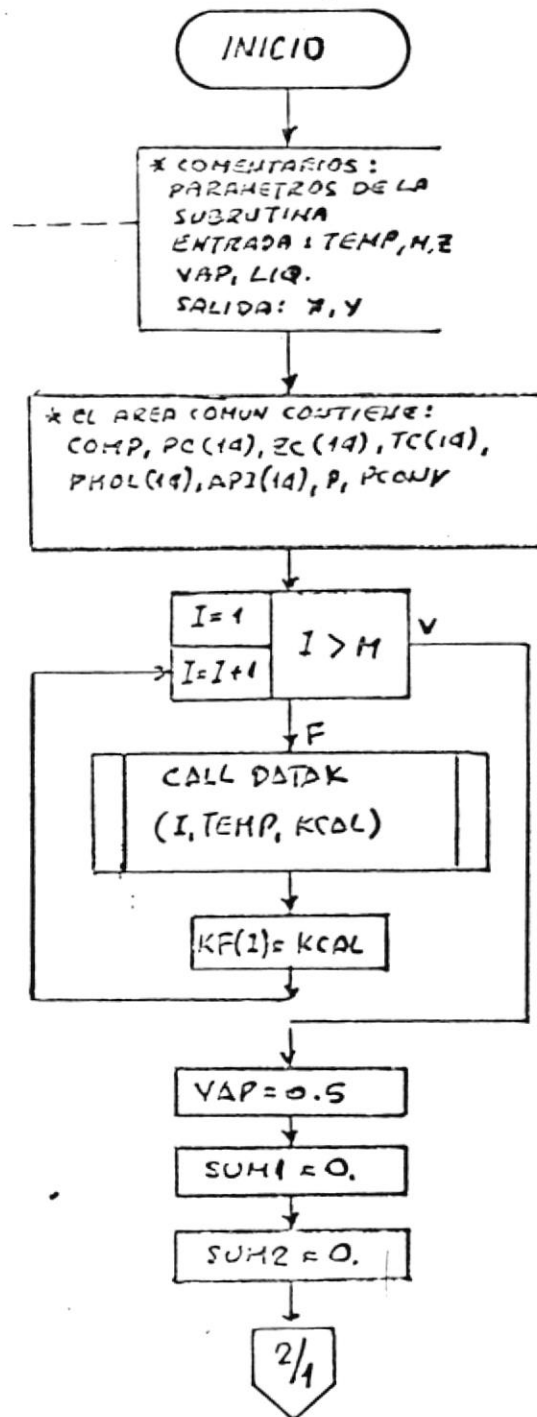 INICIO
* COMENTARIOS:
PARAMETROS DE LA
SUBRUTINA
ENTRADA: TEMP, M, Z
VAP, LIQ.
SALIDA: X, Y
* EL AREA COMUN CONTIENE:
COMP, PC(14), ZC(14), TC(14),
PMOL(14), API(14), P, PCONV
I=1
I=I+1
I > M
V
F
CALL DATAK
(I, TEMP, KCAL)
KF(I)= KCAL
VAP=0.5
SUM1 = 0.
SUM2 = 0.
2/1